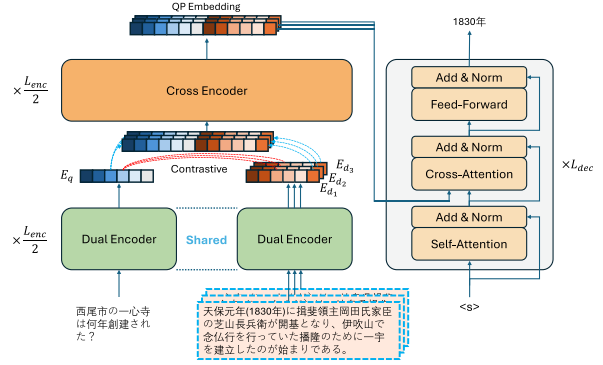 QP Embedding
1830年
× L_enc/2
Cross Encoder
Add & Norm
Feed-Forward
Add & Norm
Cross-Attention
×L_dec
Add & Norm
Self-Attention
E_q
Contrastive
E_d3
E_d2
E_d1
× L_enc/2
Dual Encoder
Shared
Dual Encoder
<s>
西尾市の一心寺
は何年創建され
た？
天保元年(1830年)に揖斐領主岡田氏家臣
の芝山長兵衛が開基となり、伊吹山で
念仏行を行っていた播隆のために一宇
を建立したのが始まりである。